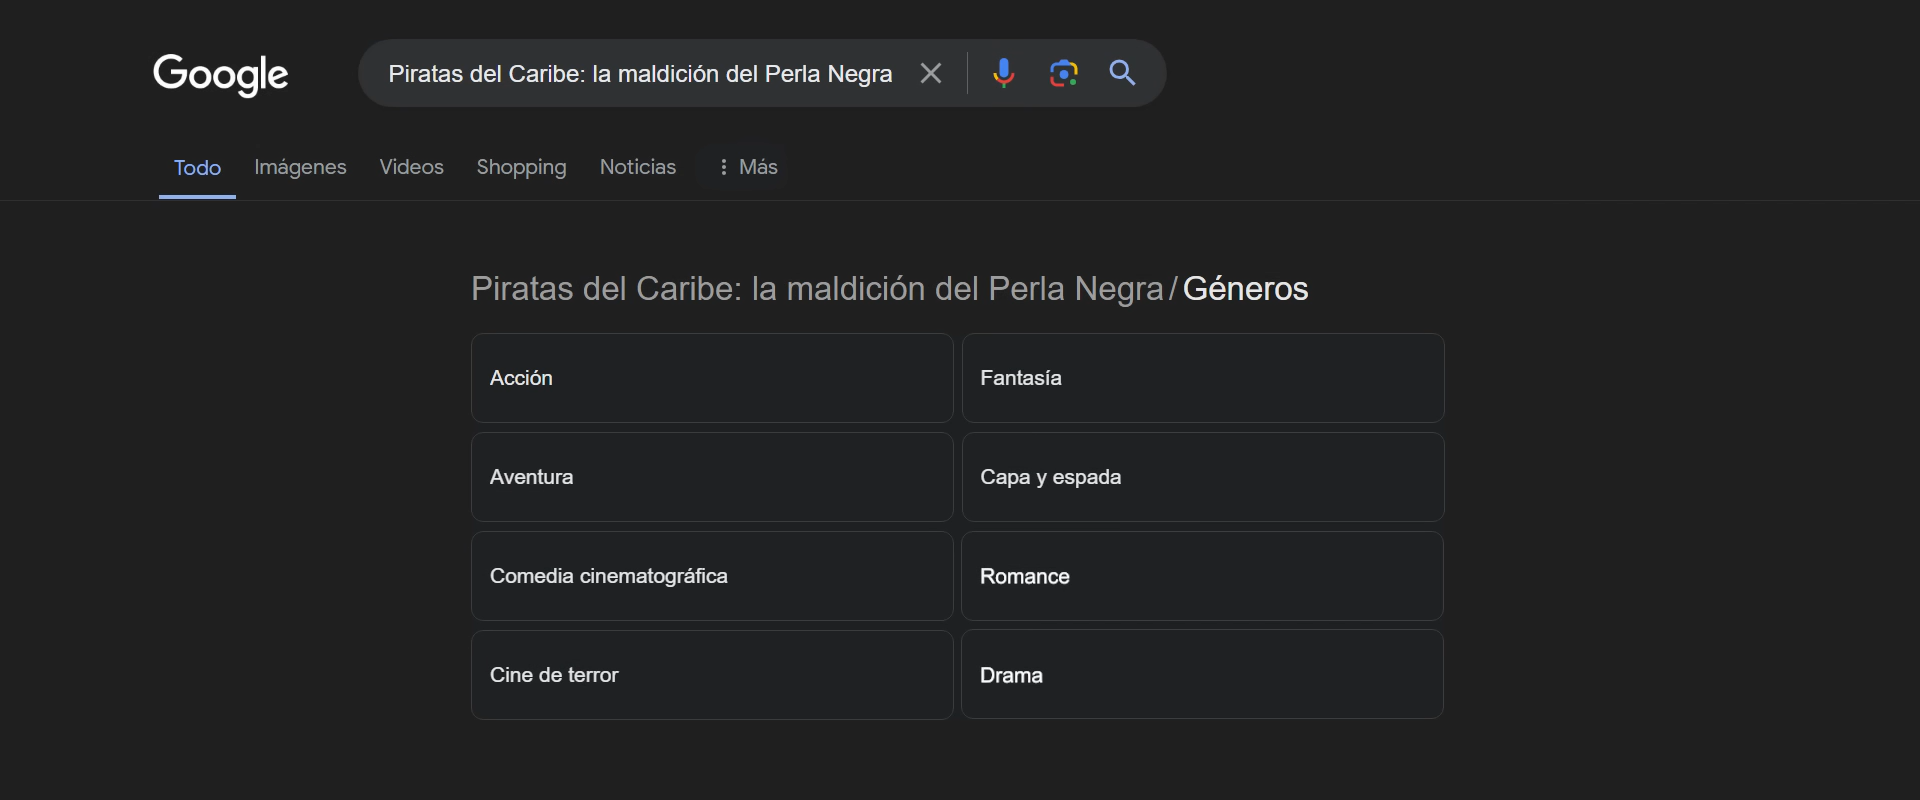 Google
Piratas del Caribe: la maldición del Perla Negra
Todo Imágenes Videos Shopping Noticias Más
Piratas del Caribe: la maldición del Perla Negra/Géneros
Acción Fantasía
Aventura Capa y espada
Comedia cinematográfica Romance
Cine de terror Drama